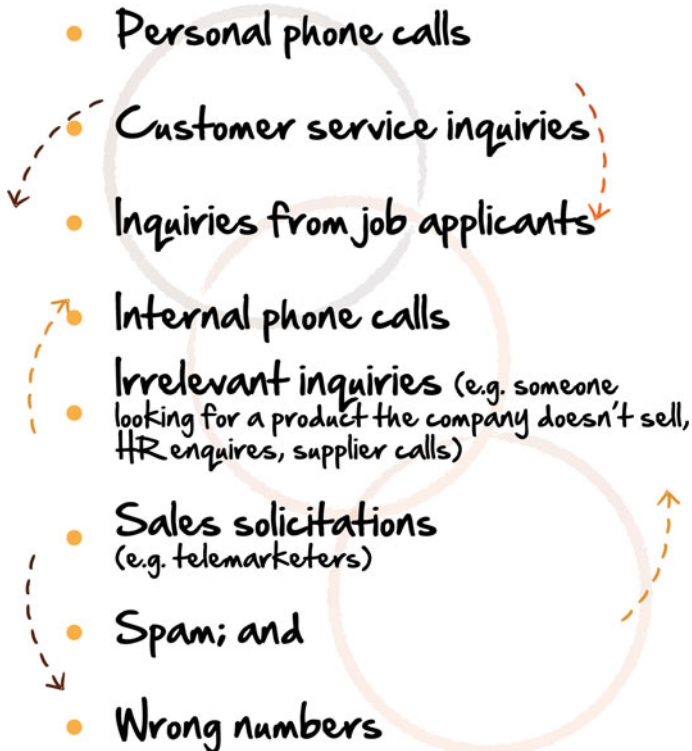 Personal phone calls
Customer service inquiries
Inquiries from job applicants
Internal phone calls
Irrelevant inquiries (e.g. someone
looking for a product the company doesn't sell,
HR enquires, supplier calls)
Sales solicitations
(e.g. telemarketers)
Spam; and
Wrong numbers